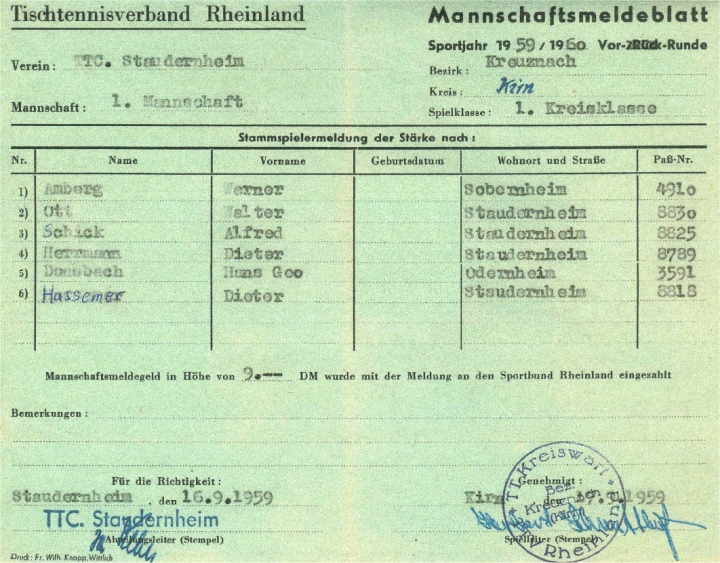 Tischtennisverband Rheinland
Mannschaftsmeldeblatt
Sportjahr 1959/1960 Vor-Rück-Runde
Verein: TTC. Staudernheim
Bezirk: Kreuznach
Kreis: Kirn
Mannschaft: 1. Mannschaft
Spielklasse: 1. Kreisklasse
Stammspielermeldung der Stärke nach:
Nr. Name Vorname Geburtsdatum Wohnort und Straße Paß-Nr.
1) Amberg Werner Sobernheim 4910
2) Ott Walter Staudernheim 8830
3) Schick Alfred Staudernheim 8825
4) Herrmann Dieter Staudernheim 8789
5) Hans Geo Odernheim 3591
6) Hassemer Dieter Staudernheim 8818
Mannschaftsmeldegeld in Höhe von 9.-- DM wurde mit der Meldung an den Sportbund Rheinland eingezahlt
Bemerkungen:
Für die Richtigkeit:
Genehmigt:
Staudernheim, den 16.9.1959
Kirn den 9.1959
TTC. Staudernheim
TT-Kreiswart
Bez. Kreuznach
(Kirn)
Rheinland
Abteilungsleiter (Stempel)
Spielleiter (Stempel)
Druck: Fr. Wilh. Knopp, Wittlich